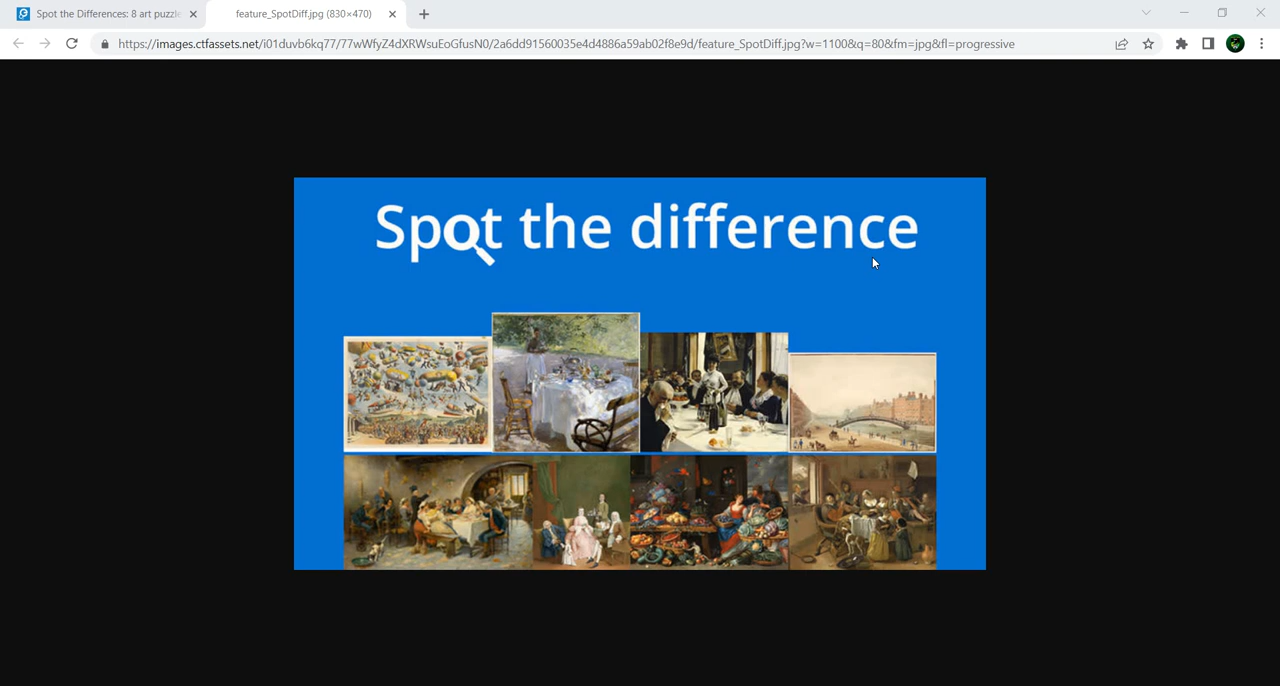 Spot the Differences: 8 art puzzle
feature_SpotDiff.jpg (830×470)
https://images.ctfassets.net/i01duvb6kq77/77wWfyZ4dXRWsuEoGfusN0/2a6dd91560035e4d4886a59ab02f8e9d/feature_SpotDiff.jpg?w=1100&q=80&fm=jpg&fl=progressive
Spot the difference